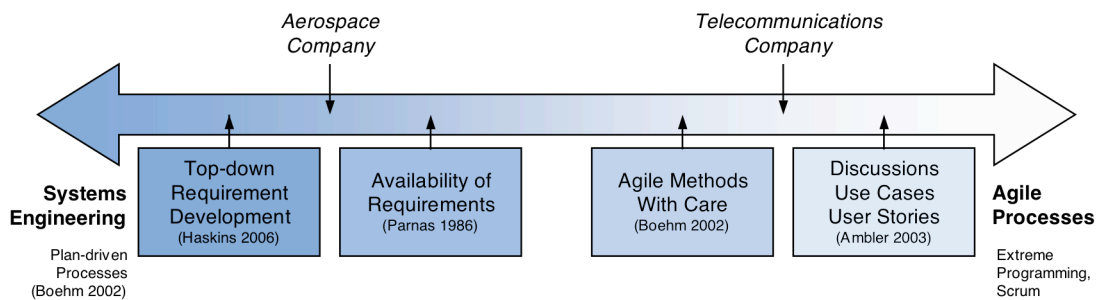 Aerospace
Company
Telecommunications
Company
Systems
Engineering
Plan-driven
Processes
(Boehm 2002)
Top-down
Requirement
Development
(Haskins 2006)
Availability of
Requirements
(Parnas 1986)
Agile Methods
With Care
(Boehm 2002)
Discussions
Use Cases
User Stories
(Ambler 2003)
Agile
Processes
Extreme
Programming,
Scrum